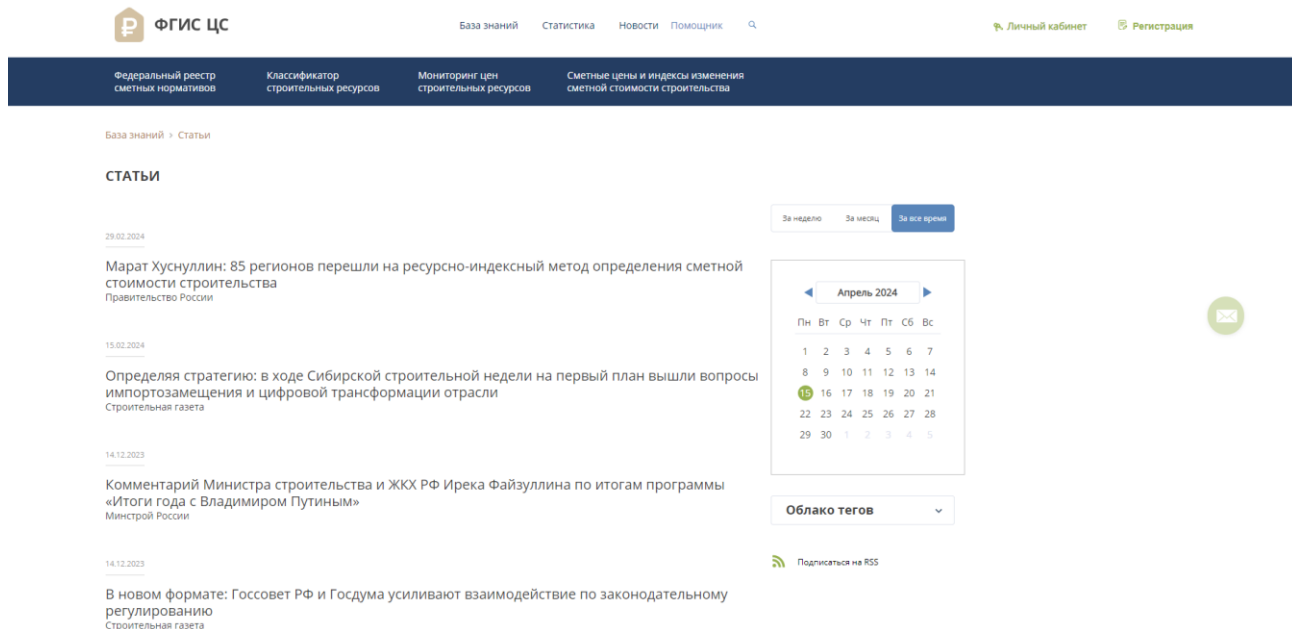 ФГИС ЦС
База знаний Статистика Новости Помощник
Личный кабинет Регистрация
Федеральный реестр
сметных нормативов
Классификатор
строительных ресурсов
Мониторинг цен
строительных ресурсов
Сметные цены и индексы изменения
сметной стоимости строительства
База знаний > Статьи
СТАТЬИ
29.02.2024
Марат Хуснуллин: 85 регионов перешли на ресурсно-индексный метод определения сметной
стоимости строительства
Правительство России
15.02.2024
Определяя стратегию: в ходе Сибирской строительной недели на первый план вышли вопросы
импортозамещения и цифровой трансформации отрасли
Строительная газета
14.12.2023
Комментарий Министра строительства и ЖКХ РФ Ирека Файзуллина по итогам программы
«Итоги года с Владимиром Путиным»
Минстрой России
14.12.2023
В новом формате: Госсовет РФ и Госдума усиливают взаимодействие по законодательному
регулированию
Строительная газета
За неделю За месяц За все время
Апрель 2024
Пн Вт Ср Чт Пт Сб Вс
1 2 3 4 5 6 7
8 9 10 11 12 13 14
15 16 17 18 19 20 21
22 23 24 25 26 27 28
29 30 1 2 3 4 5
Облако тегов
Подписаться на RSS